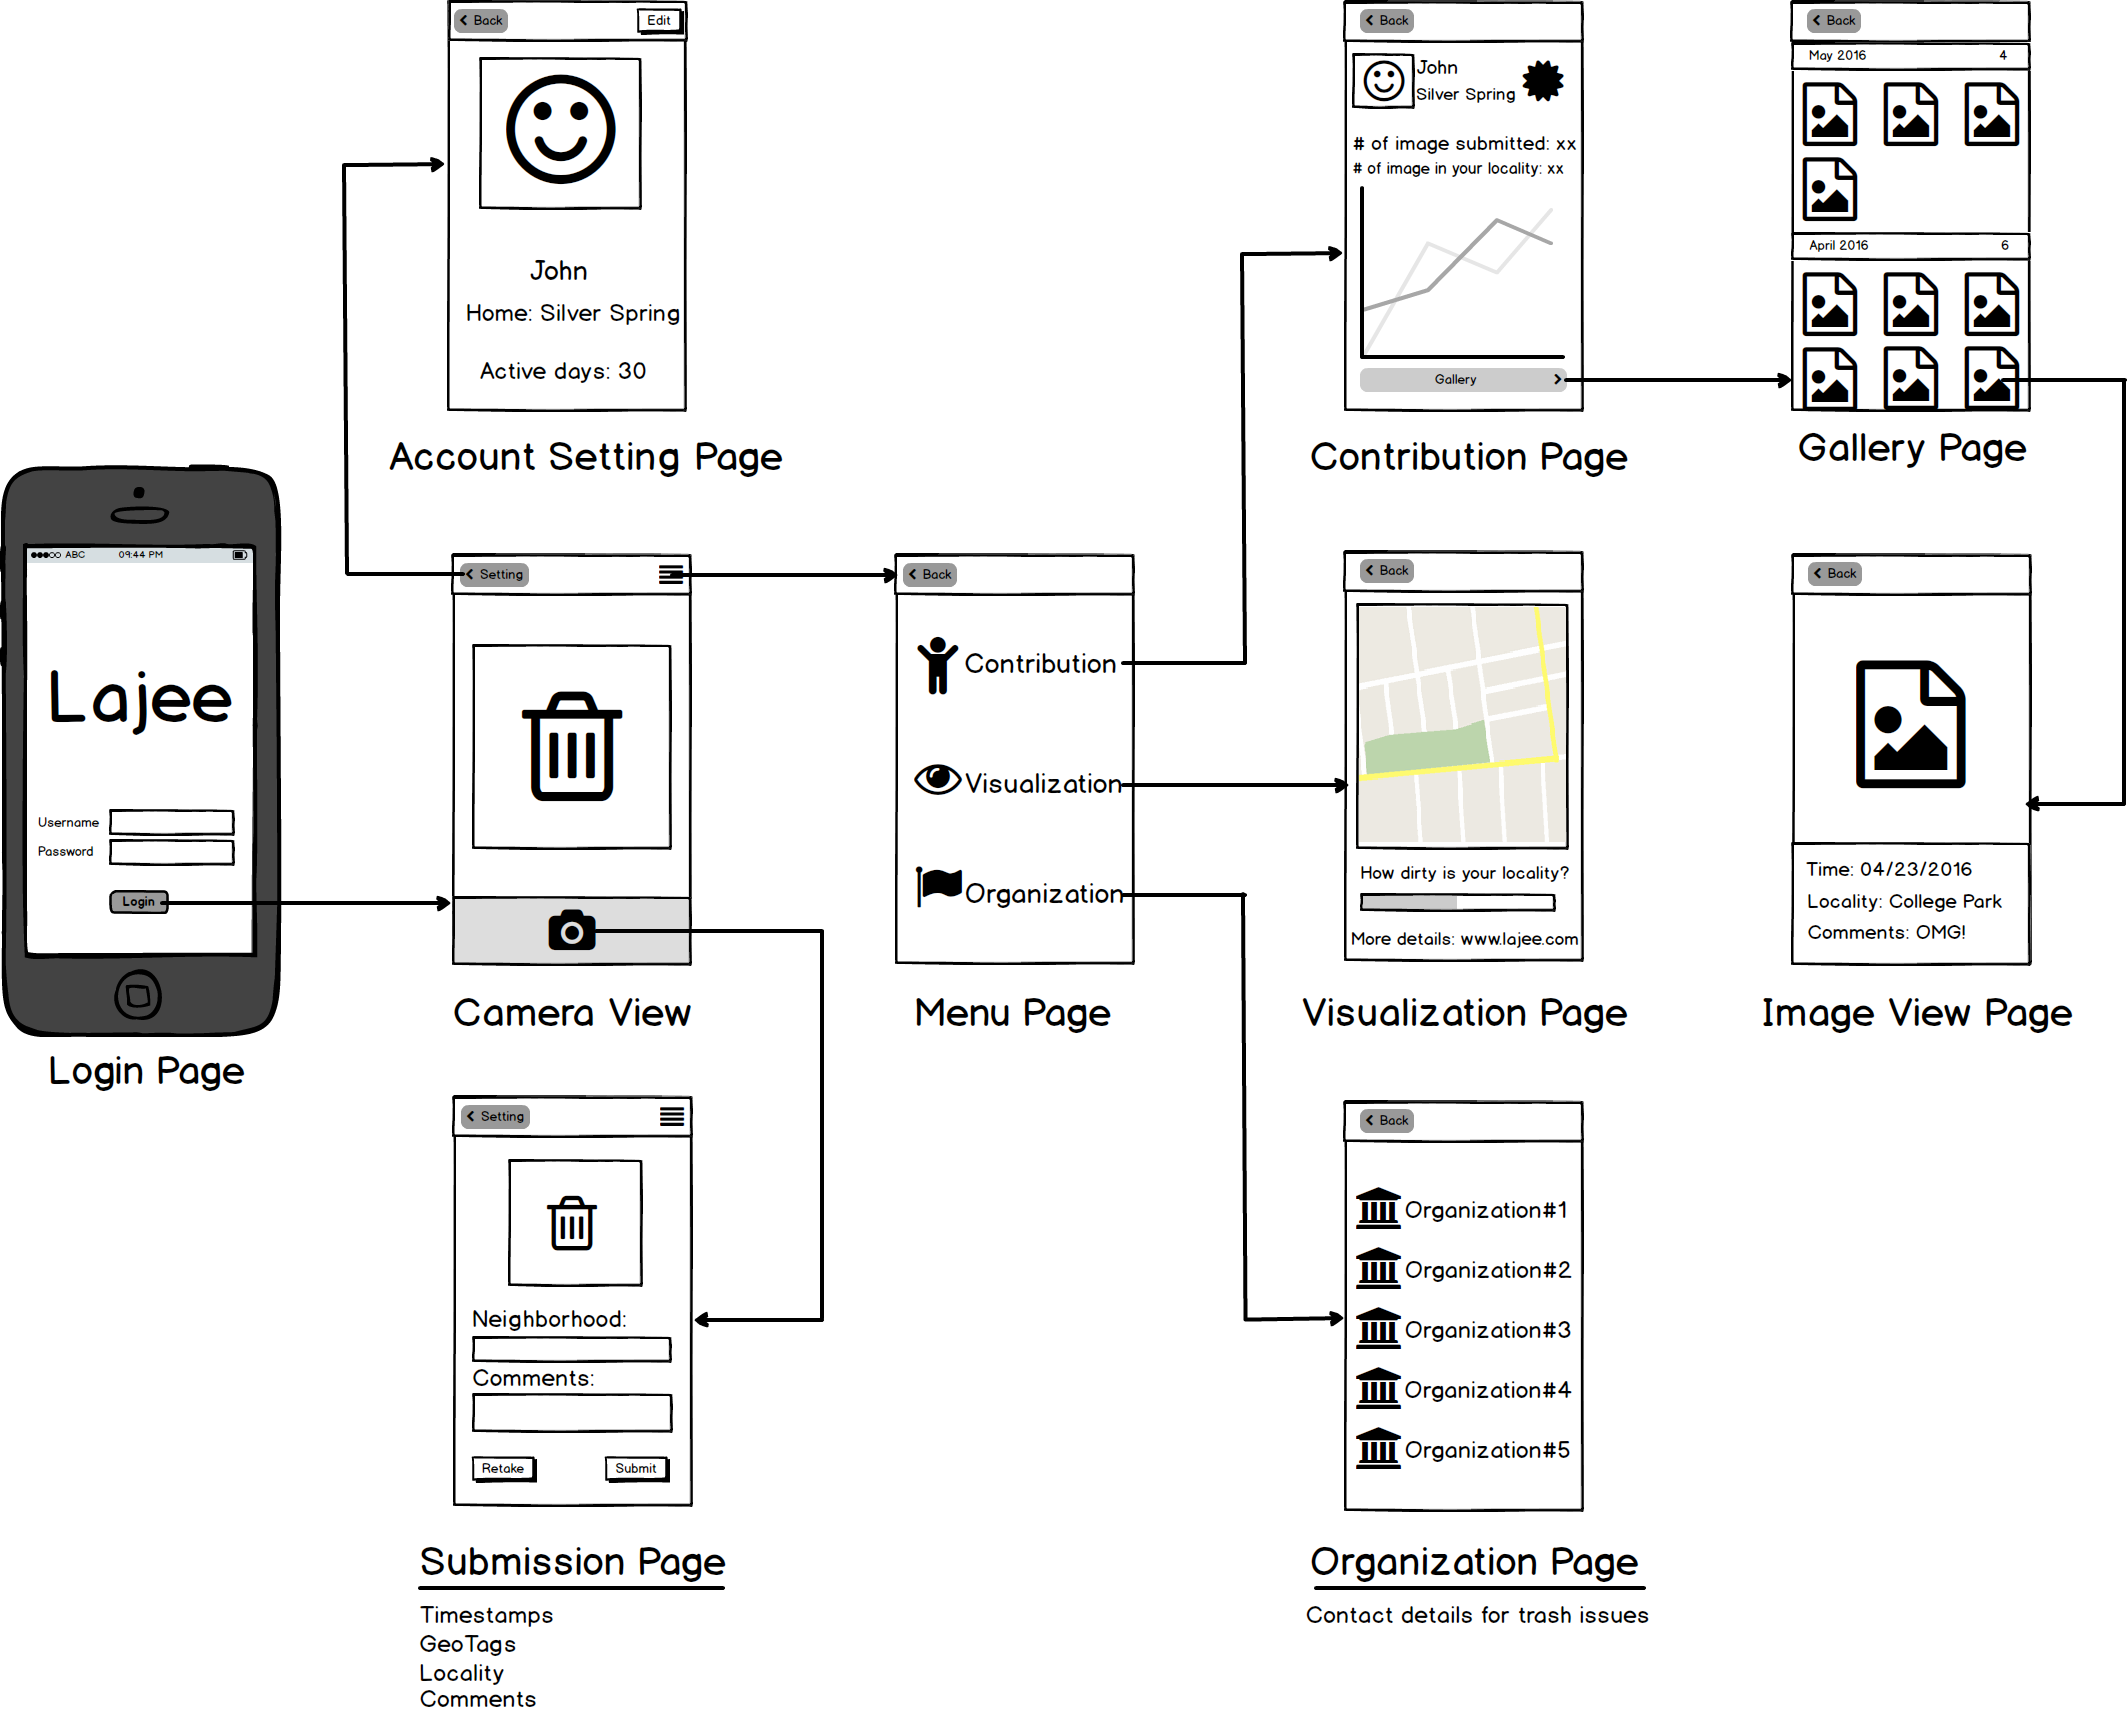 Back
Edit
John
Home: Silver Spring
Active days: 30
Account Setting Page
Back
John
Silver Spring
# of image submitted: xx
# of image in your locality: xx
Gallery
Contribution Page
Back
May 2016 4
April 2016 6
Gallery Page
ABC 09:44 PM
Lajee
Username
Password
Login
Login Page
Setting
Camera View
Back
Contribution
Visualization
Organization
Menu Page
Back
How dirty is your locality?
More details: www.lajee.com
Visualization Page
Back
Time: 04/23/2016
Locality: College Park
Comments: OMG!
Image View Page
Setting
Neighborhood:
Comments:
Retake
Submit
Submission Page
Timestamps
GeoTags
Locality
Comments
Back
Organization#1
Organization#2
Organization#3
Organization#4
Organization#5
Organization Page
Contact details for trash issues